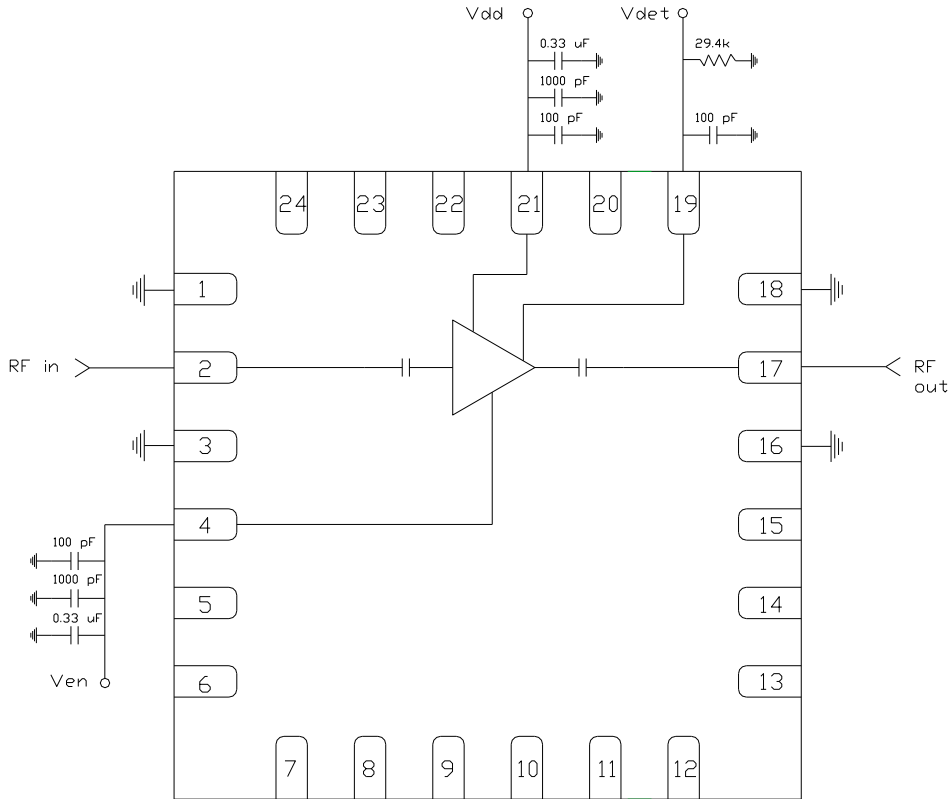 Vdd
Vdet
0.33 uF
29.4k
1000 pF
100 pF
100 pF
24
23
22
21
20
19
1
18
RF in
2
17
RF
out
3
16
4
15
100 pF
1000 pF
0.33 uF
5
14
Ven
6
13
7
8
9
10
11
12